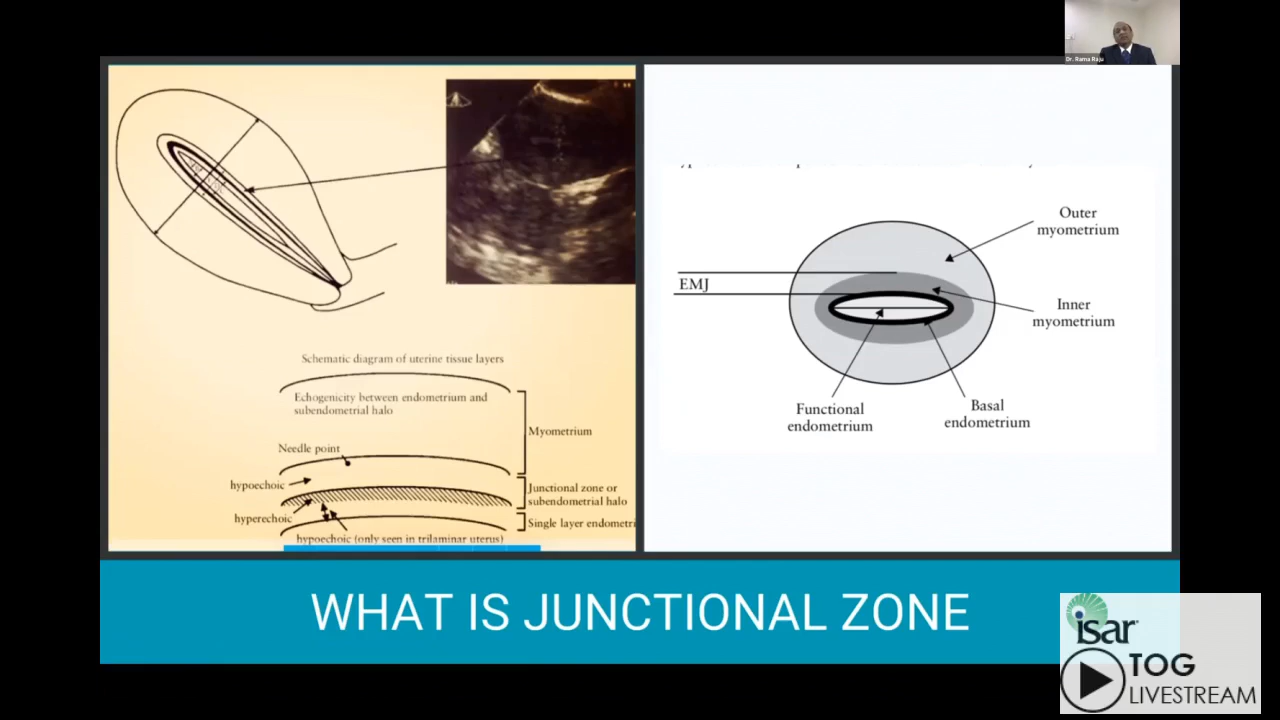 Dr. Rama Raju
Schematic diagram of uterine tissue layers
Echogenicity between endometrium and
subendometrial halo
Myometrium
Needle point
hypoechoic
Junctional zone or
subendometrial halo
hyperechoic
Single layer endometri
hypoechoic (only seen in trilaminar uterus)
Outer
myometrium
EMJ
Inner
myometrium
Functional
endometrium
Basal
endometrium
WHAT IS JUNCTIONAL ZONE
isar
TOG
LIVESTREAM